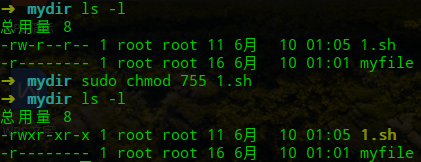 ➜ mydir ls -l
总用量 8
-rw-r--r-- 1 root root 11 6月  10 01:05 1.sh
-r-------- 1 root root 16 6月  10 01:01 myfile
➜ mydir sudo chmod 755 1.sh
➜ mydir ls -l
总用量 8
-rwxr-xr-x 1 root root 11 6月  10 01:05 1.sh
-r-------- 1 root root 16 6月  10 01:01 myfile